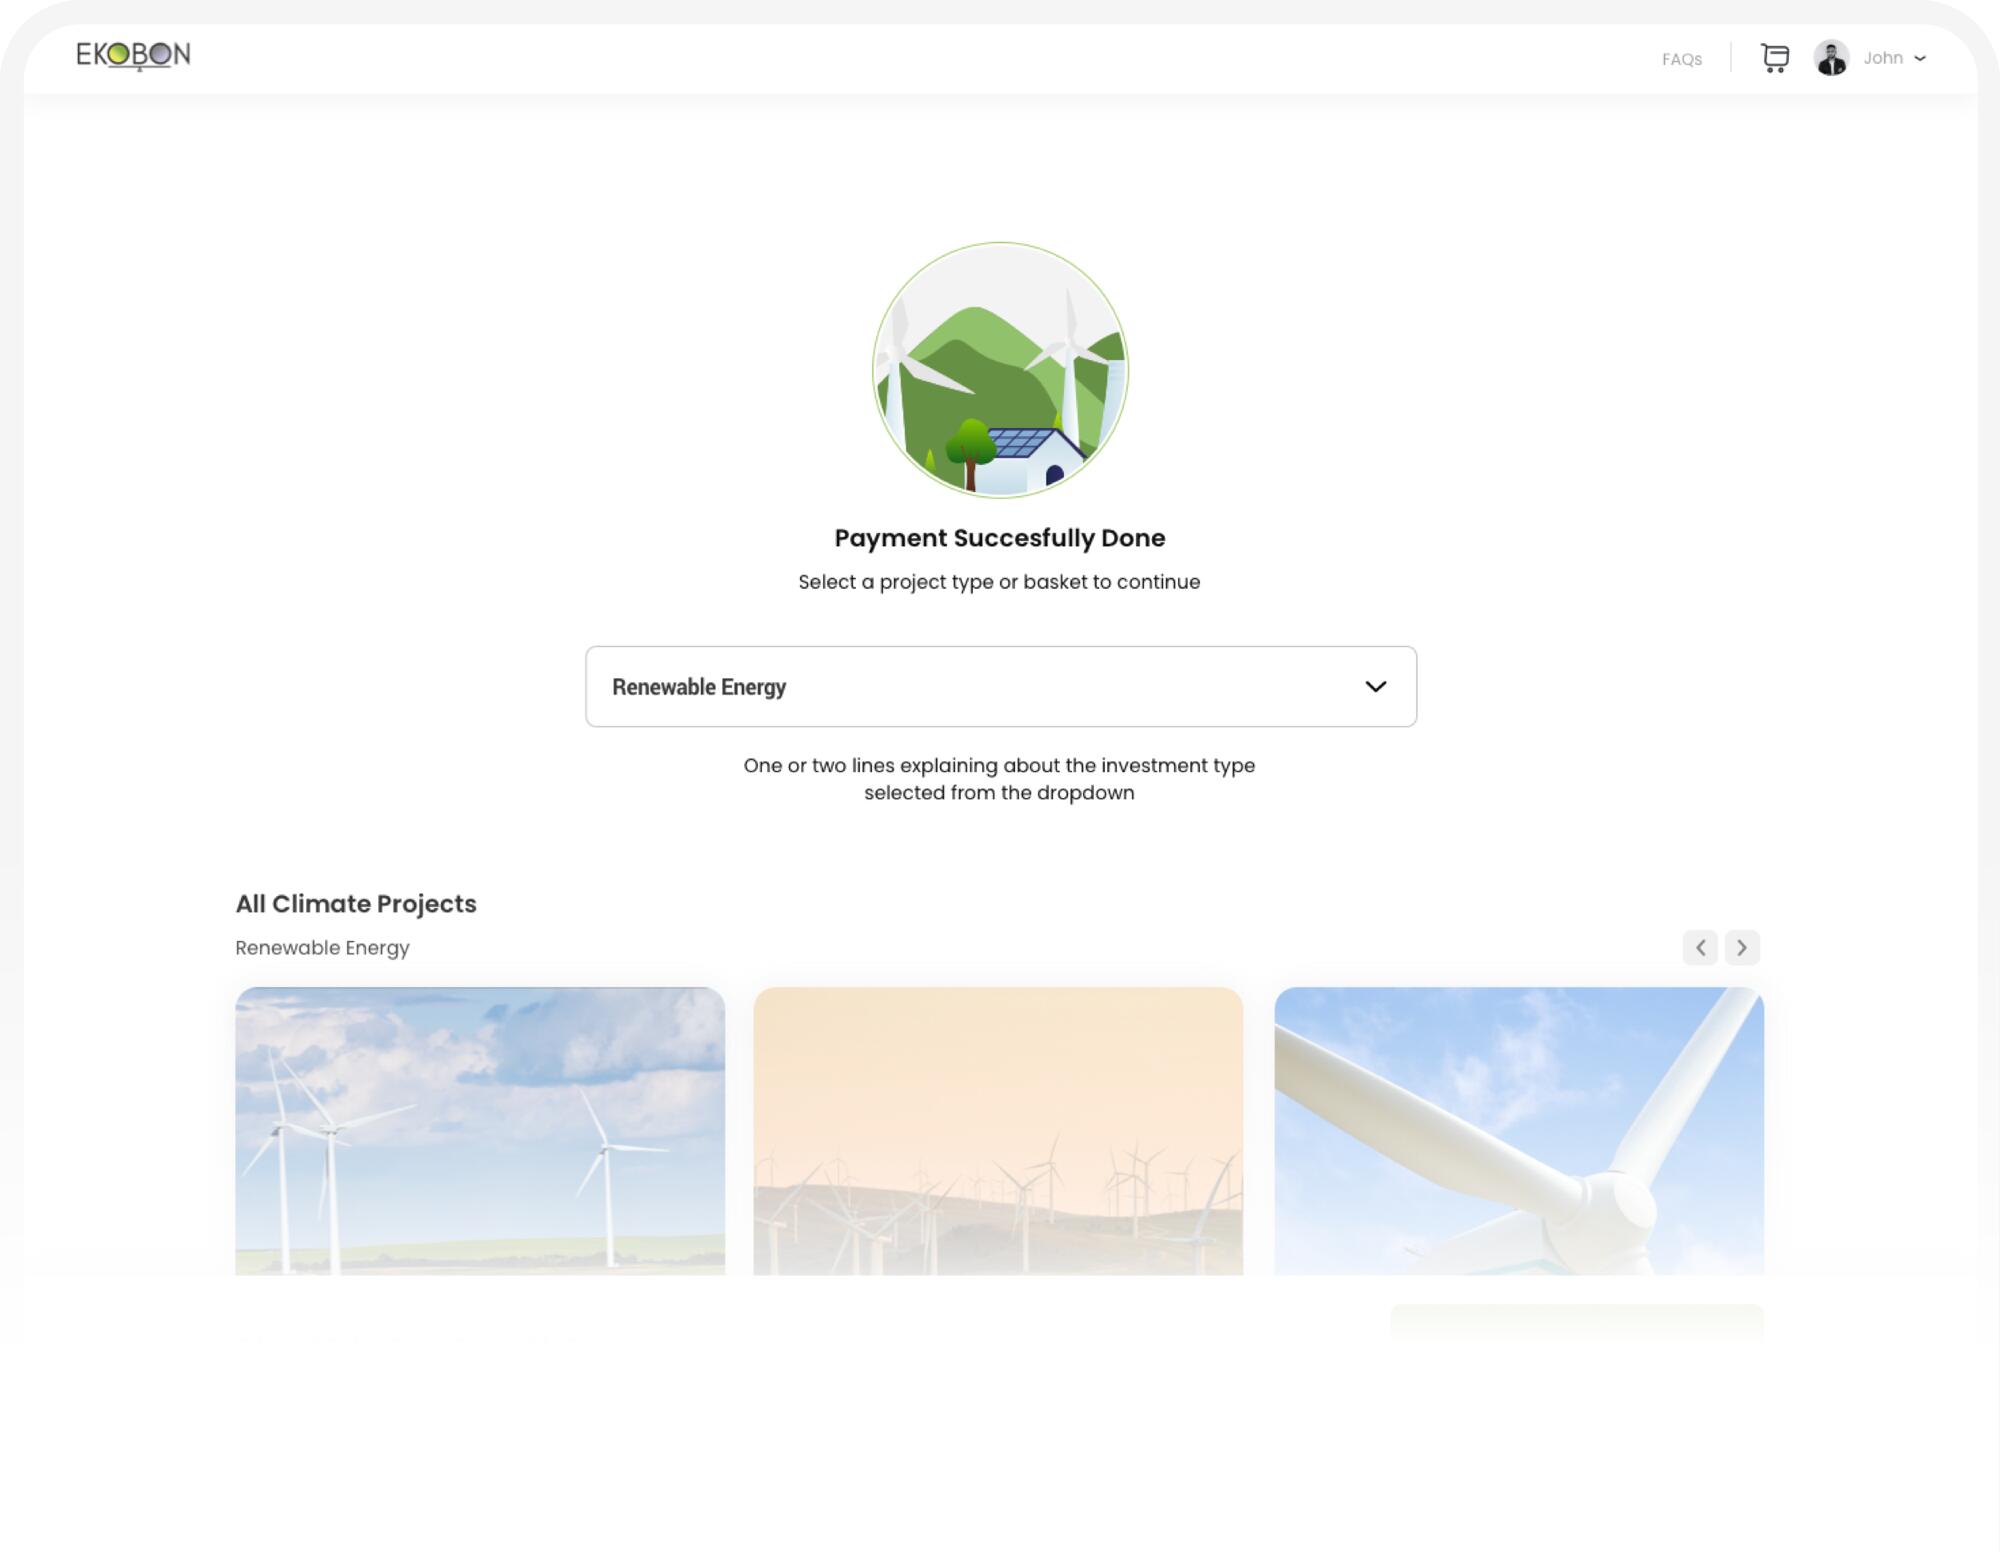 EKOBON
FAQs
John
Payment Succesfully Done
Select a project type or basket to continue
Renewable Energy
One or two lines explaining about the investment type
selected from the dropdown
All Climate Projects
Renewable Energy